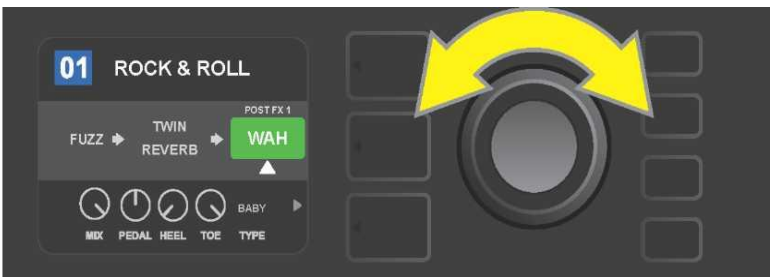 01 ROCK & ROLL
POST FX 1
FUZZ TWIN REVERB WAH
BABY
MIX PEDAL HEEL TOE TYPE